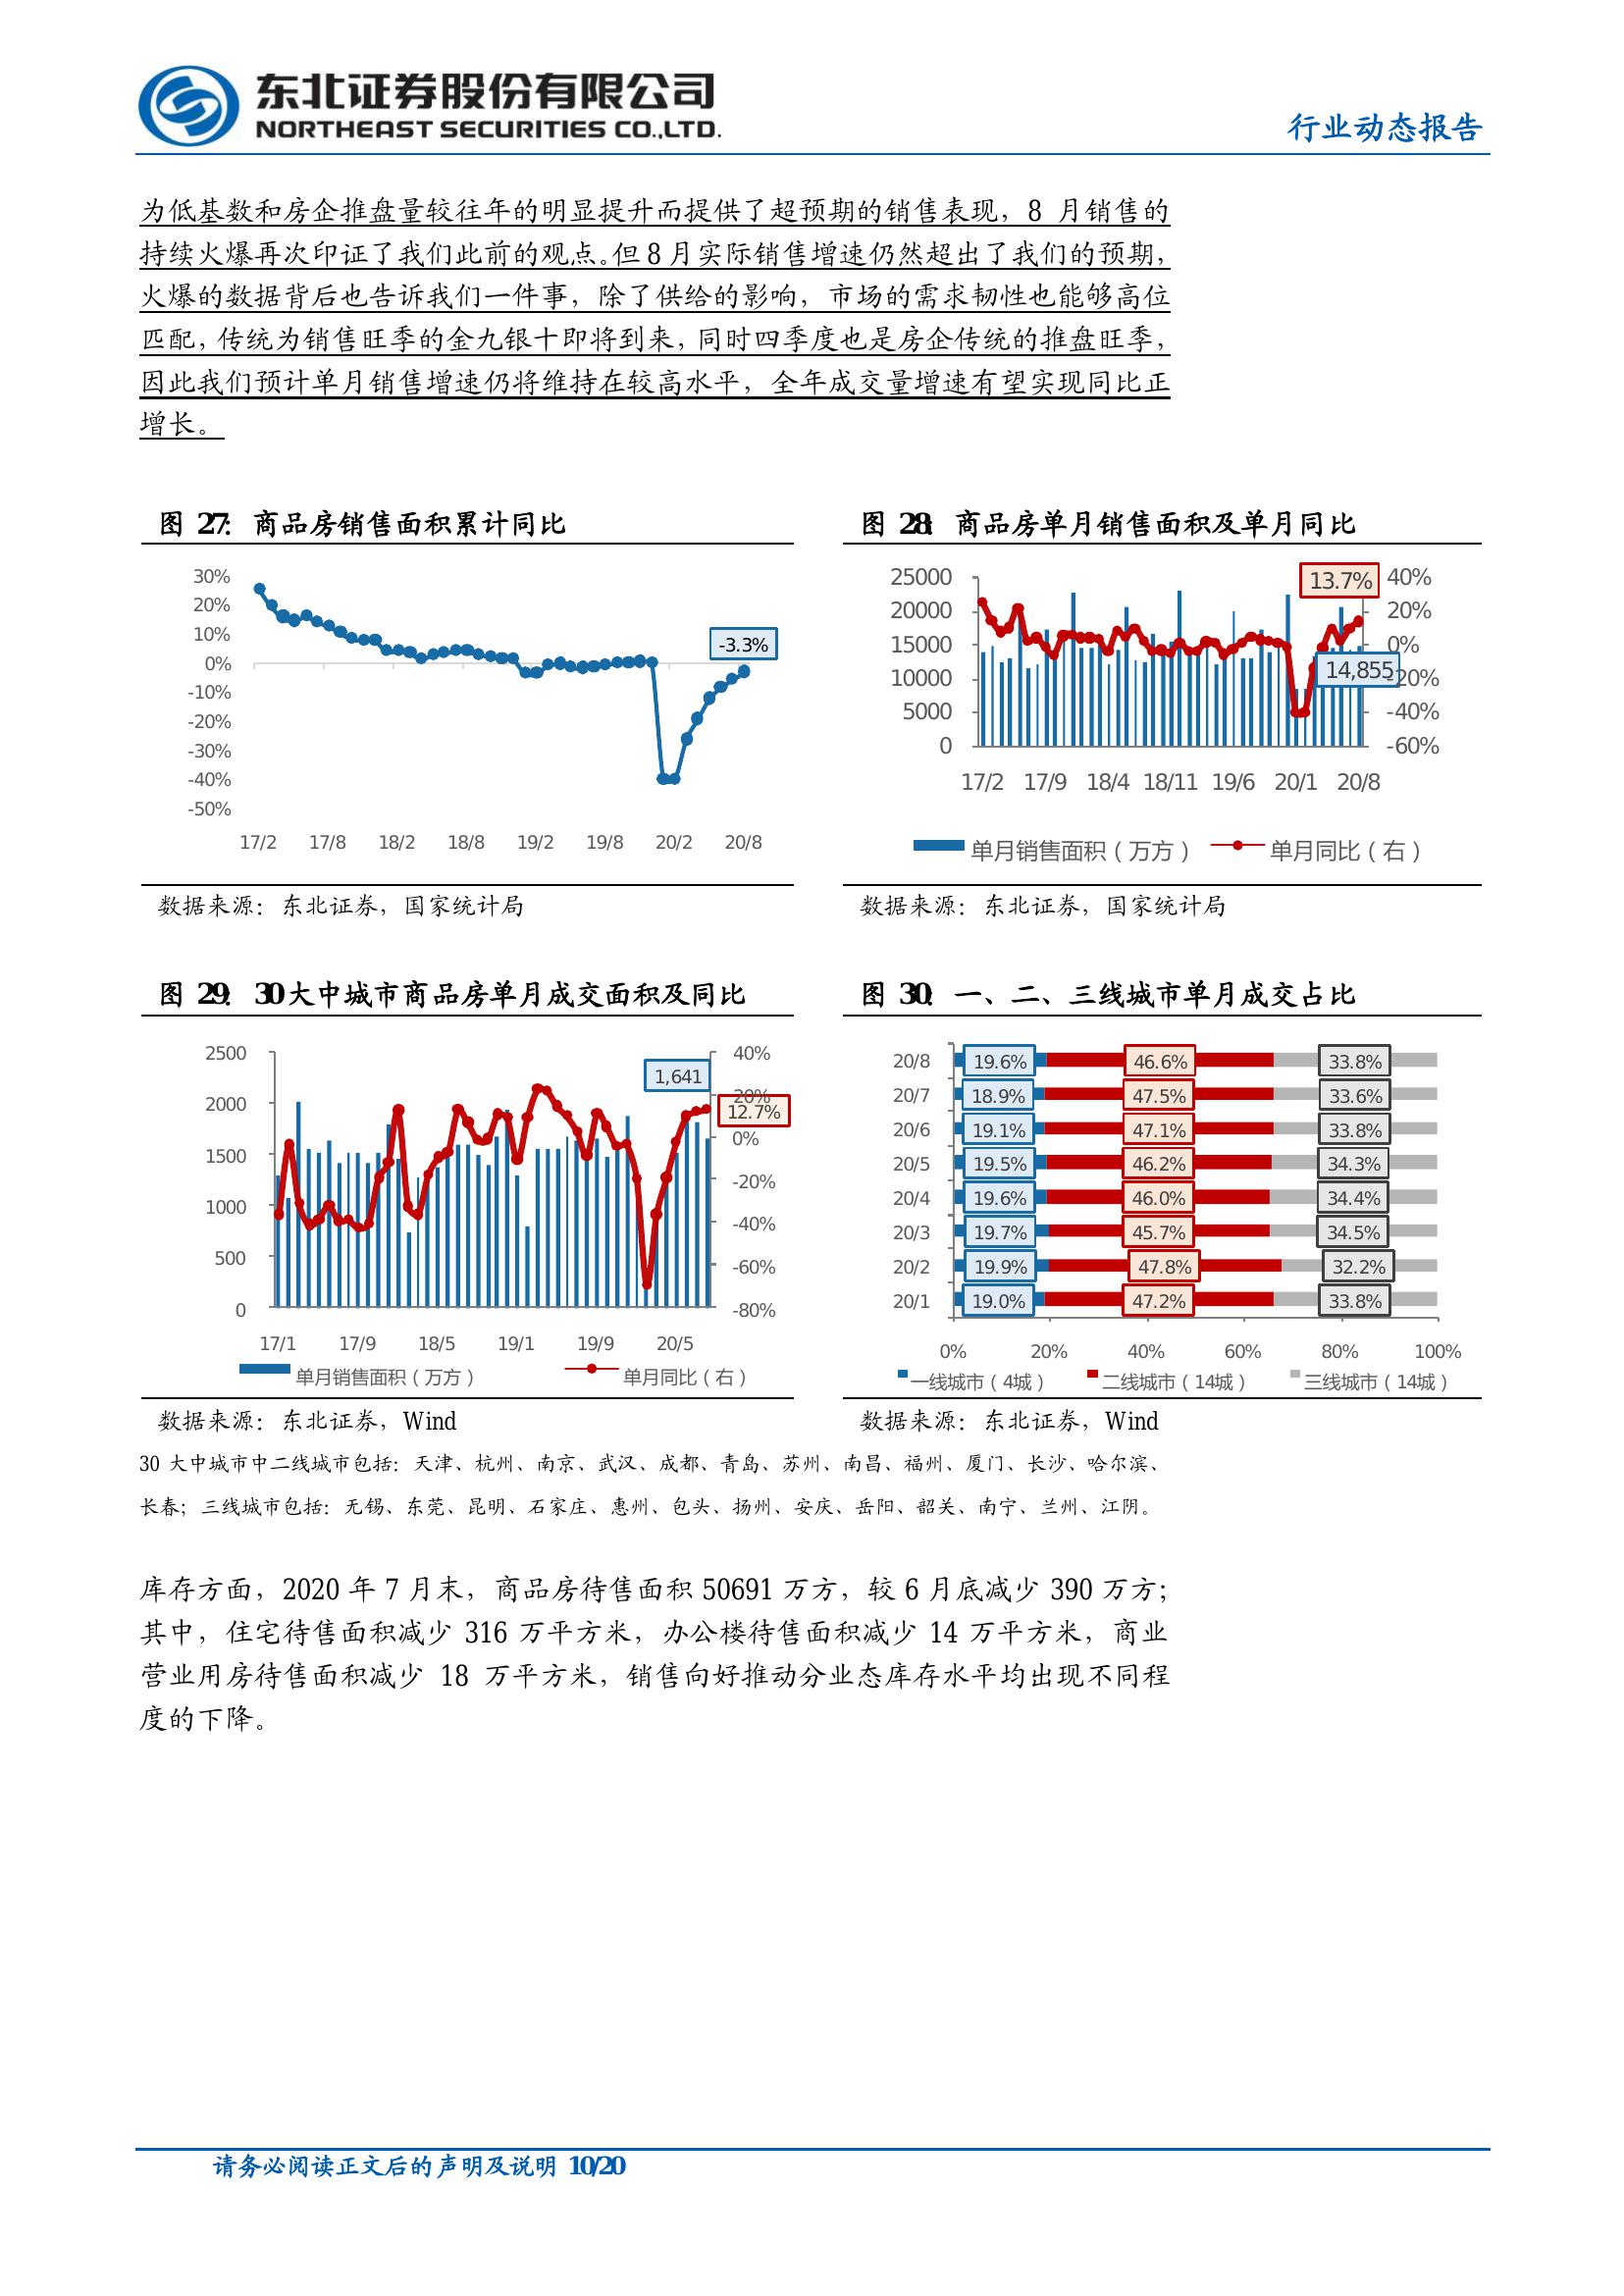 东北证券股份有限公司
NORTHEAST SECURITIES CO.,LTD.
行业动态报告
为低基数和房企推盘量较往年的明显提升而提供了超预期的销售表现，8 月销售的
持续火爆再次印证了我们此前的观点。但 8 月实际销售增速仍然超出了我们的预期，
火爆的数据背后也告诉我们一件事，除了供给的影响，市场的需求韧性也能够高位
匹配，传统为销售旺季的金九银十即将到来，同时四季度也是房企传统的推盘旺季，
因此我们预计单月销售增速仍将维持在较高水平，全年成交量增速有望实现同比正
增长。
图 27：商品房销售面积累计同比
30%
20%
10%
0%
-10%
-20%
-30%
-40%
-50%
-3.3%
17/2 17/8 18/2 18/8 19/2 19/8 20/2 20/8
数据来源：东北证券，国家统计局
图 28：商品房单月销售面积及单月同比
25000
20000
15000
10000
5000
0
13.7%
14,855
40%
20%
0%
-20%
-40%
-60%
17/2 17/9 18/4 18/11 19/6 20/1 20/8
单月销售面积（万方） 单月同比（右）
数据来源：东北证券，国家统计局
图 29：30 大中城市商品房单月成交面积及同比
2500
2000
1500
1000
500
0
1,641
12.7%
40%
20%
0%
-20%
-40%
-60%
-80%
17/1 17/9 18/5 19/1 19/9 20/5
单月销售面积（万方） 单月同比（右）
数据来源：东北证券，Wind
图 30：一、二、三线城市单月成交占比
20/8 19.6% 46.6% 33.8%
20/7 18.9% 47.5% 33.6%
20/6 19.1% 47.1% 33.8%
20/5 19.5% 46.2% 34.3%
20/4 19.6% 46.0% 34.4%
20/3 19.7% 45.7% 34.5%
20/2 19.9% 47.8% 32.2%
20/1 19.0% 47.2% 33.8%
0% 20% 40% 60% 80% 100%
一线城市（4城） 二线城市（14城） 三线城市（14城）
数据来源：东北证券，Wind
30 大中城市中二线城市包括：天津、杭州、南京、武汉、成都、青岛、苏州、南昌、福州、厦门、长沙、哈尔滨、
长春；三线城市包括：无锡、东莞、昆明、石家庄、惠州、包头、扬州、安庆、岳阳、韶关、南宁、兰州、江阴。
库存方面，2020 年 7 月末，商品房待售面积 50691 万方，较 6 月底减少 390 万方；
其中，住宅待售面积减少 316 万平方米，办公楼待售面积减少 14 万平方米，商业
营业用房待售面积减少 18 万平方米，销售向好推动分业态库存水平均出现不同程
度的下降。
请务必阅读正文后的声明及说明 10/20